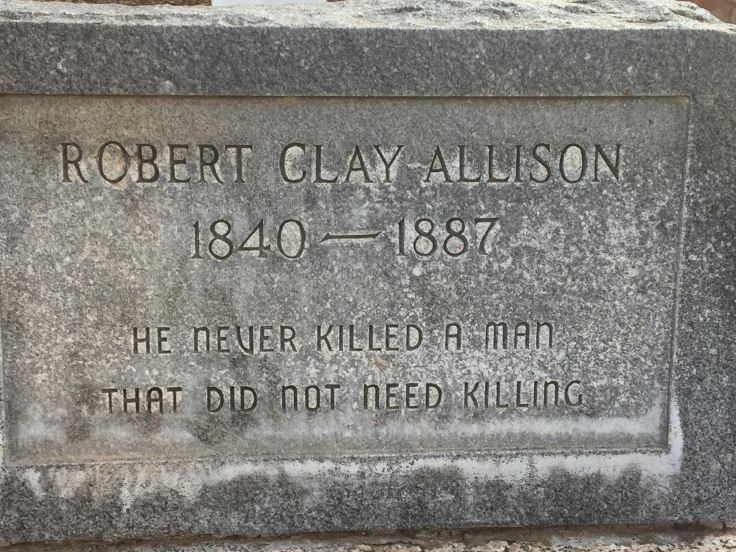 ROBERT CLAY ALLISON
1840 — 1887
HE NEVER KILLED A MAN
THAT DID NOT NEED KILLING